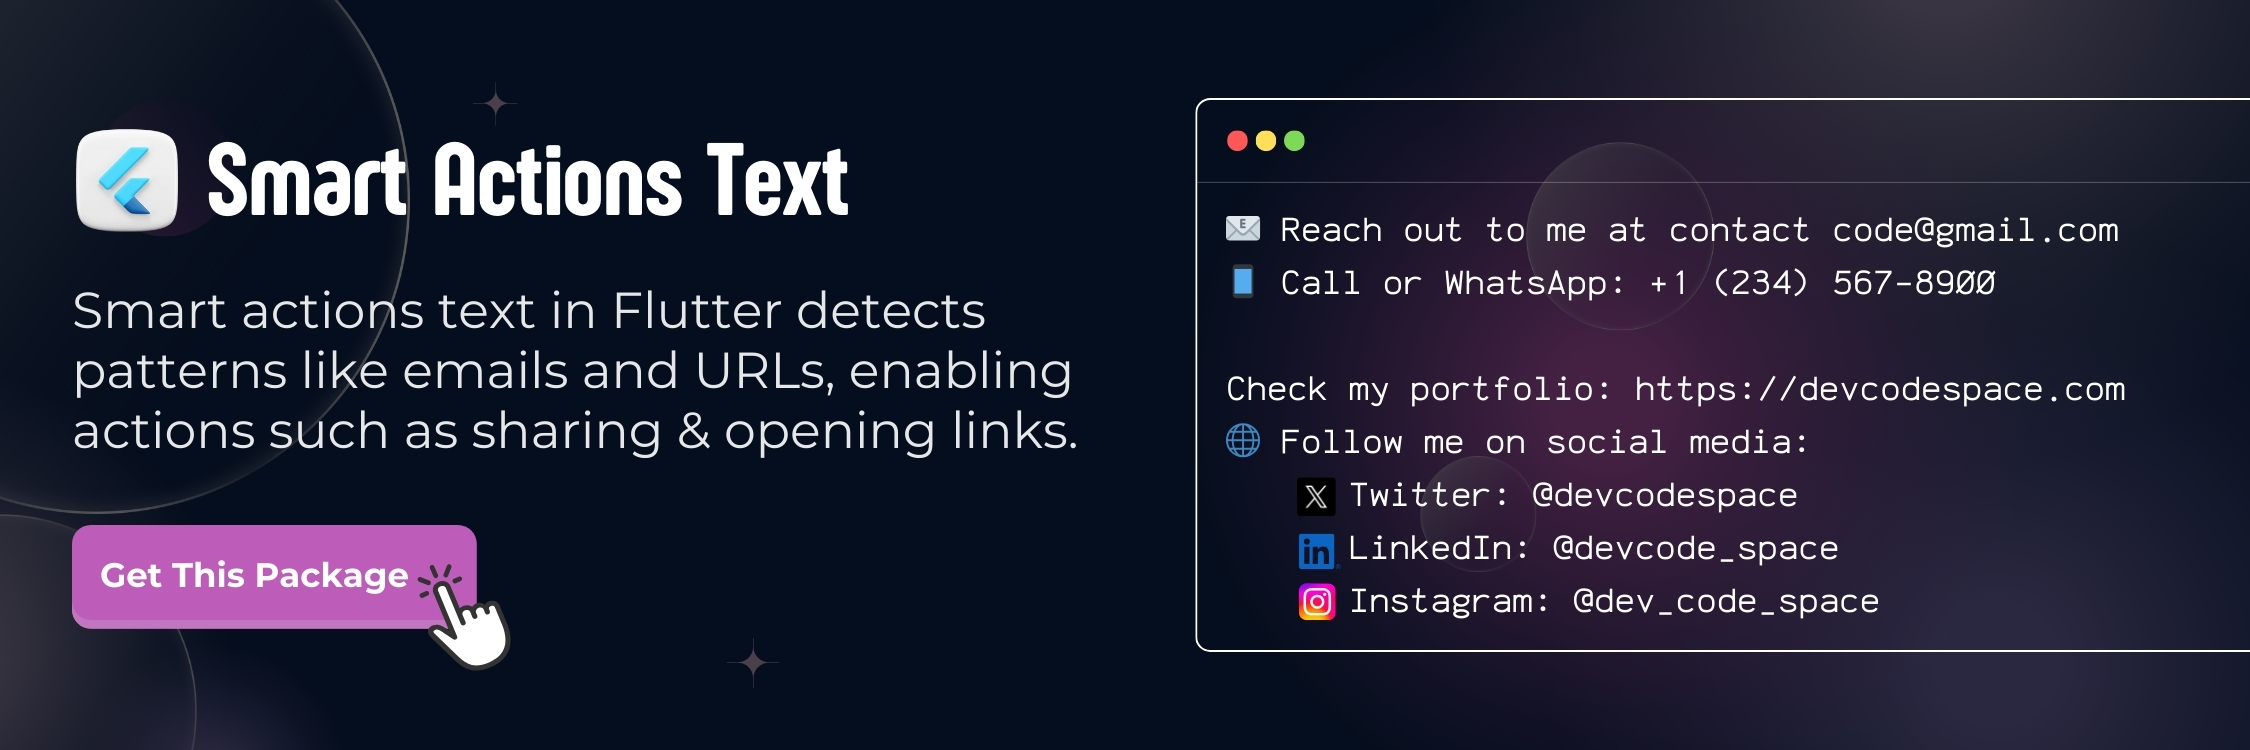 Smart Actions Text
Smart actions text in Flutter detects
patterns like emails and URLs, enabling
actions such as sharing & opening links.
Get This Package
E Reach out to me at contact code@gmail.com
Call or WhatsApp: +1 (234) 567-8900
Check my portfolio: https://devcodespace.com
Follow me on social media:
X Twitter: @devcodespace
in LinkedIn: @devcode_space
Instagram: @dev_code_space